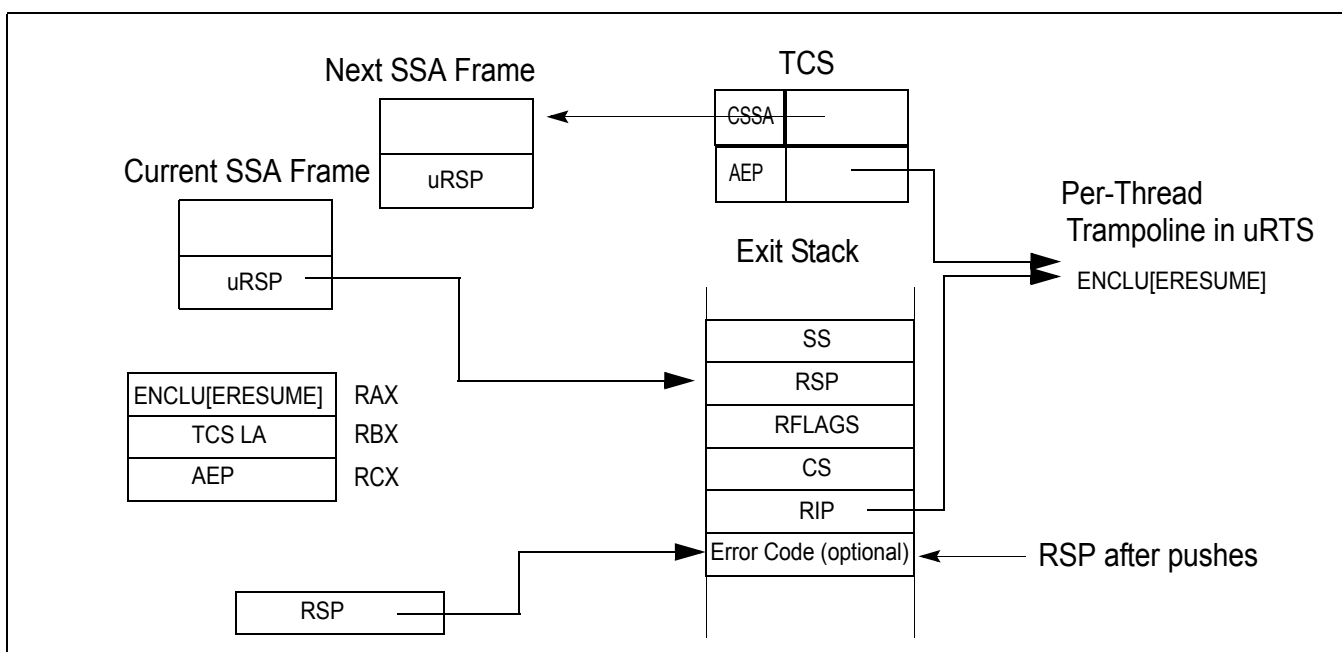 Next SSA Frame
TCS
CSSA
AEP
uRSP
Current SSA Frame
uRSP
Per-Thread
Trampoline in uRTS
ENCLU[ERESUME]
Exit Stack
SS
RSP
RFLAGS
CS
RIP
Error Code (optional)
RSP after pushes
ENCLU[ERESUME] RAX
TCS LA RBX
AEP RCX
RSP